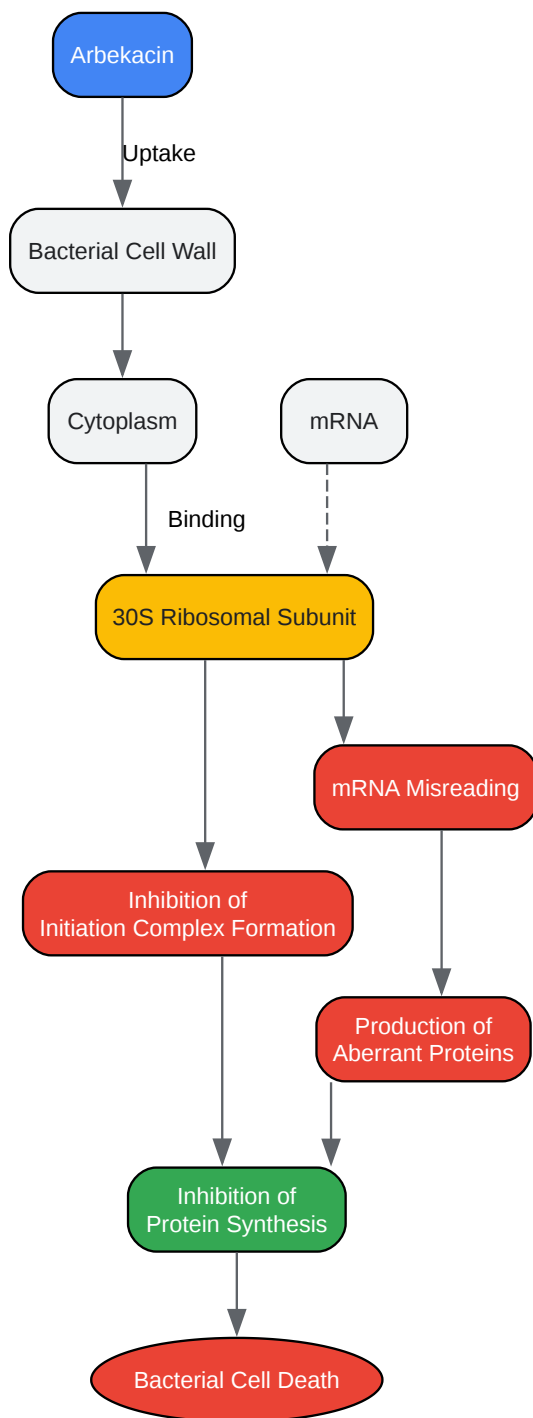 Arbekacin
Uptake
Bacterial Cell Wall
Cytoplasm
mRNA
Binding
30S Ribosomal Subunit
mRNA Misreading
Inhibition of
Initiation Complex Formation
Production of
Aberrant Proteins
Inhibition of
Protein Synthesis
Bacterial Cell Death